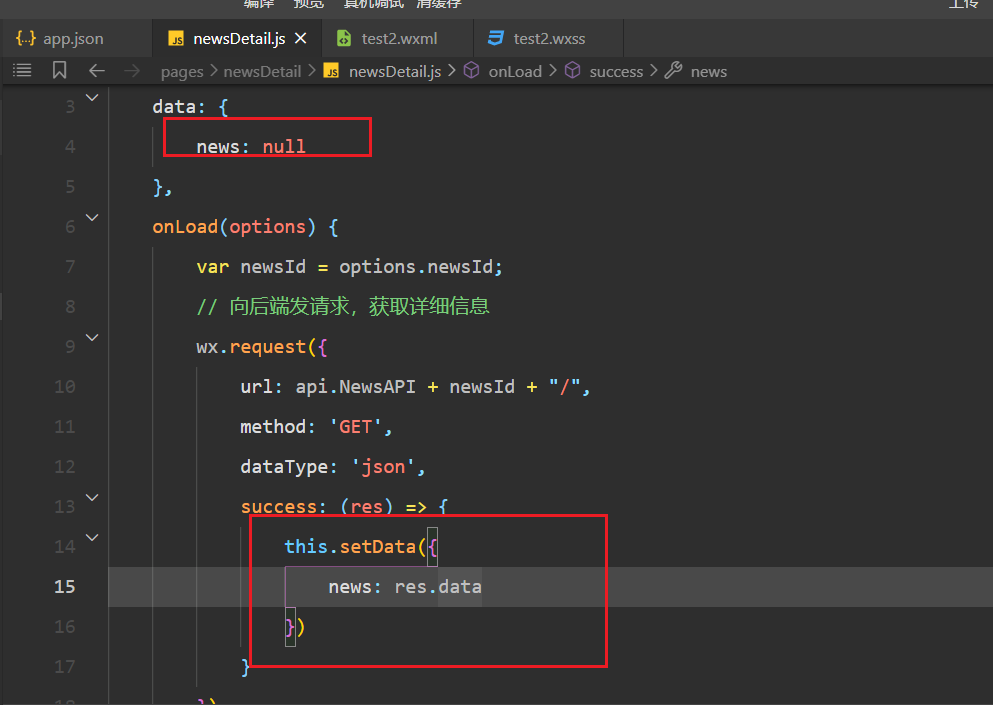 编译 预览 真机调试 清缓存 上传
{..} app.json JS newsDetail.js × test2.wxml test2.wxss
pages > newsDetail > JS newsDetail.js > onLoad > success > news
3 data: {
4 news: null
5 },
6 onLoad(options) {
7 var newsId = options.newsId;
8 // 向后端发请求，获取详细信息
9 wx.request({
10 url: api.NewsAPI + newsId + "/",
11 method: 'GET',
12 dataType: 'json',
13 success: (res) => {
14 this.setData({
15 news: res.data
16 })
17 }
18 })